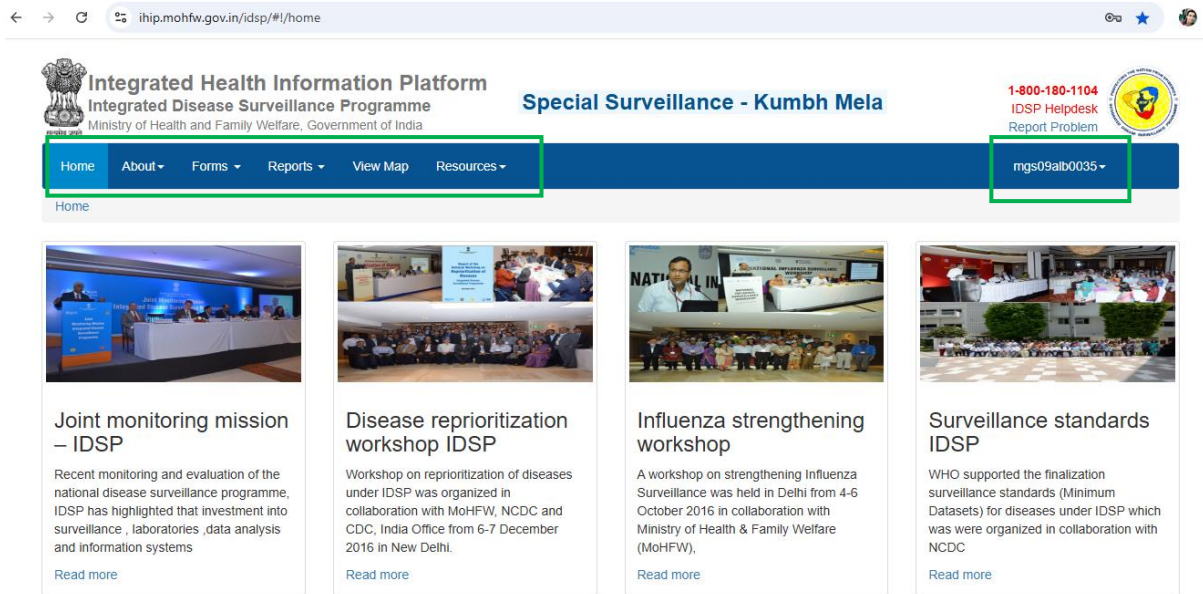 ihip.mohfw.gov.in/idsp/#!/home
Integrated Health Information Platform
Integrated Disease Surveillance Programme
Ministry of Health and Family Welfare, Government of India
सत्यमेव जयते
Special Surveillance - Kumbh Mela
1-800-180-1104
IDSP Helpdesk
Report Problem
Home About Forms Reports View Map Resources mgs09alb0035
Home
Joint monitoring mission
– IDSP
Recent monitoring and evaluation of the
national disease surveillance programme,
IDSP has highlighted that investment into
surveillance , laboratories ,data analysis
and information systems
Read more
Disease reprioritization
workshop IDSP
Workshop on reprioritization of diseases
under IDSP was organized in
collaboration with MoHFW, NCDC and
CDC, India Office from 6-7 December
2016 in New Delhi.
Read more
Influenza strengthening
workshop
A workshop on strengthening Influenza
Surveillance was held in Delhi from 4-6
October 2016 in collaboration with
Ministry of Health & Family Welfare
(MoHFW),
Read more
Surveillance standards
IDSP
WHO supported the finalization
surveillance standards (Minimum
Datasets) for diseases under IDSP which
was were organized in collaboration with
NCDC
Read more